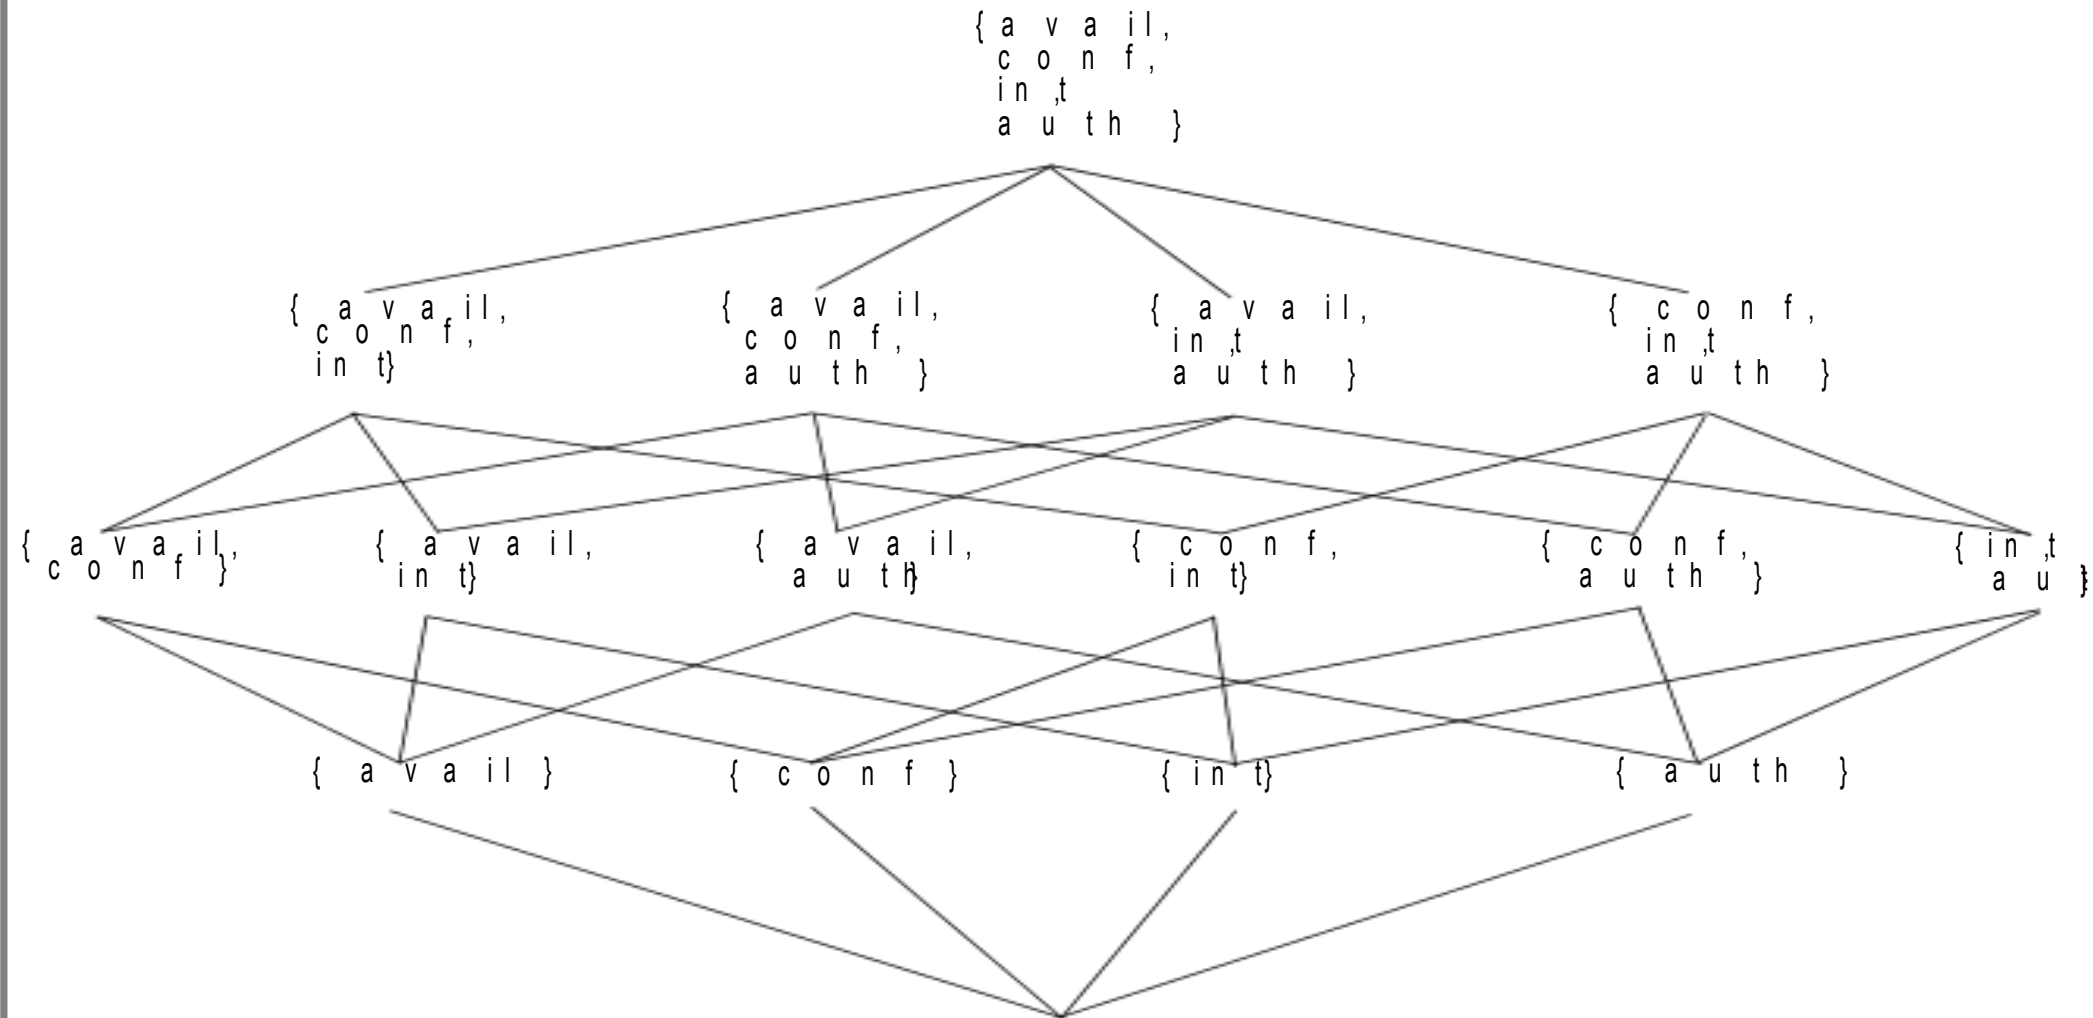 {avail,
conf,
int,
auth}
{avail,
conf,
int}
{avail,
conf,
auth}
{avail,
int,
auth}
{conf,
int,
auth}
{avail,
conf}
{avail,
int}
{avail,
auth}
{conf,
int}
{conf,
auth}
{int,
auth}
{avail}
{conf}
{int}
{auth}